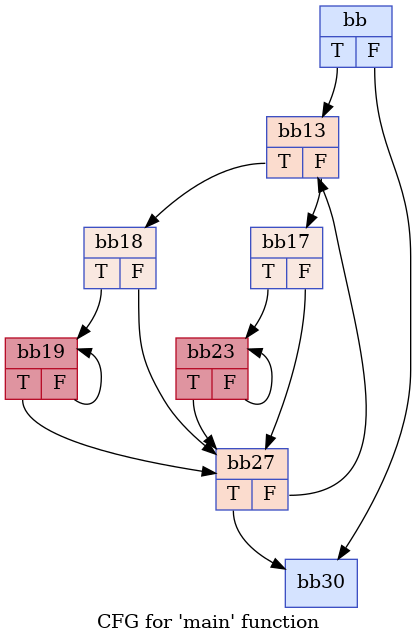 bb
T F
bb13
T F
bb18
T F
bb17
T F
bb19
T F
bb23
T F
bb27
T F
bb30
CFG for 'main' function